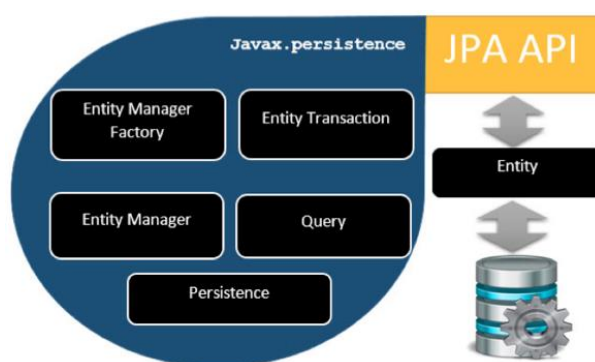 Javax.persistence
JPA API
Entity Manager
Factory
Entity Transaction
Entity
Entity Manager
Query
Persistence